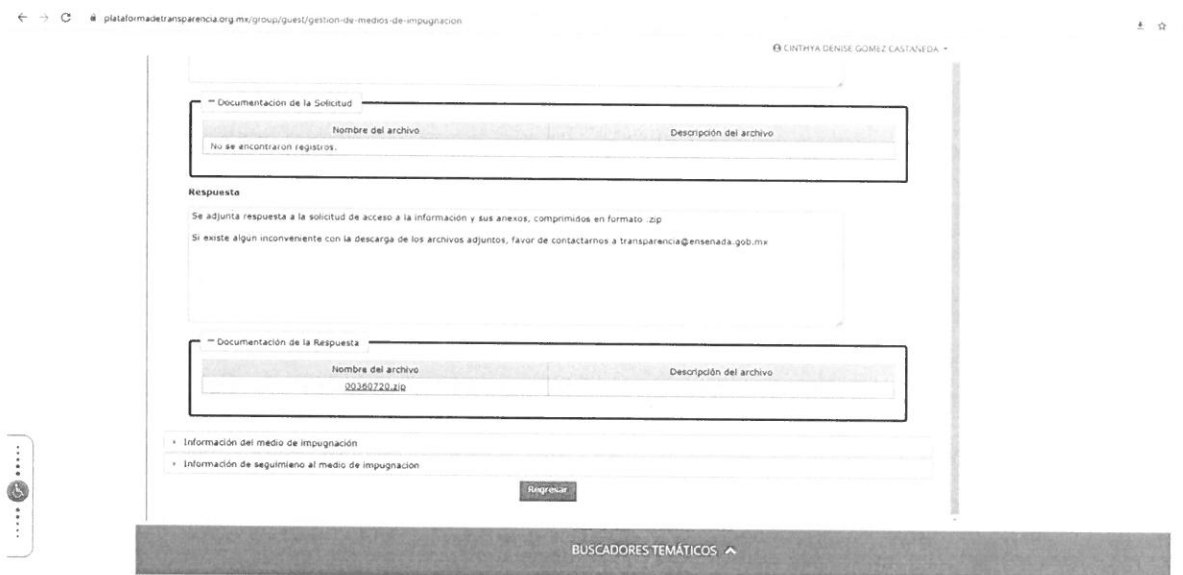 plataformadetransparencia.org.mx/group/guest/gestion-de-medios-de-impugnacion
CINTHYA DENISE GOMEZ CASTAÑEDA
Documentación de la Solicitud
Nombre del archivo Descripción del archivo
No se encontraron registros.
Respuesta
Se adjunta respuesta a la solicitud de acceso a la información y sus anexos, comprimidos en formato .zip
Si existe algun inconveniente con la descarga de los archivos adjuntos, favor de contactarnos a transparencia@ensenada.gob.mx
Documentación de la Respuesta
Nombre del archivo Descripción del archivo
00360720.zip
Información del medio de impugnación
Información de seguimieno al medio de impugnacion
Regresar
BUSCADORES TEMÁTICOS